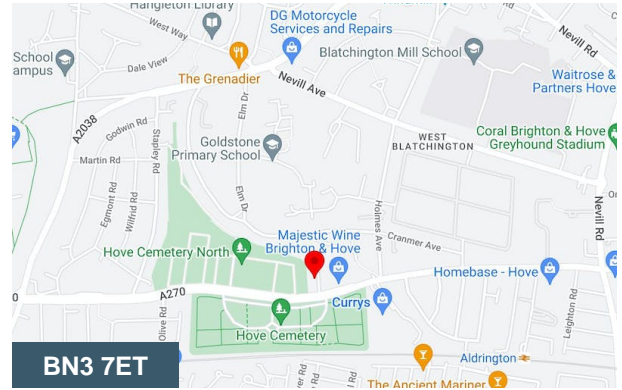 Hangleton Library
DG Motorcycle
Services and Repairs
West Way
Nevill Rd
School
ampus
Dale View
The Grenadier
Blatchington Mill School
Waitrose &
Partners Hove
Nevill Ave
Elm Dr
A2038
Godwin Rd
Stapley Rd
Goldstone
Primary School
WEST
BLATCHINGTON
Coral Brighton & Hove
Greyhound Stadium
Martin Rd
Egmont Rd
Wilfrid Rd
Elm Dr
Holmes Ave
Nevill Rd
Majestic Wine
Brighton & Hove
Cranmer Ave
Hove Cemetery North
Homebase - Hove
A270
Currys
Olive Rd
Hove Cemetery
Leighton Rd
BN3 7ET
Rowan
Alder
Aldrington
The Ancient Mariner